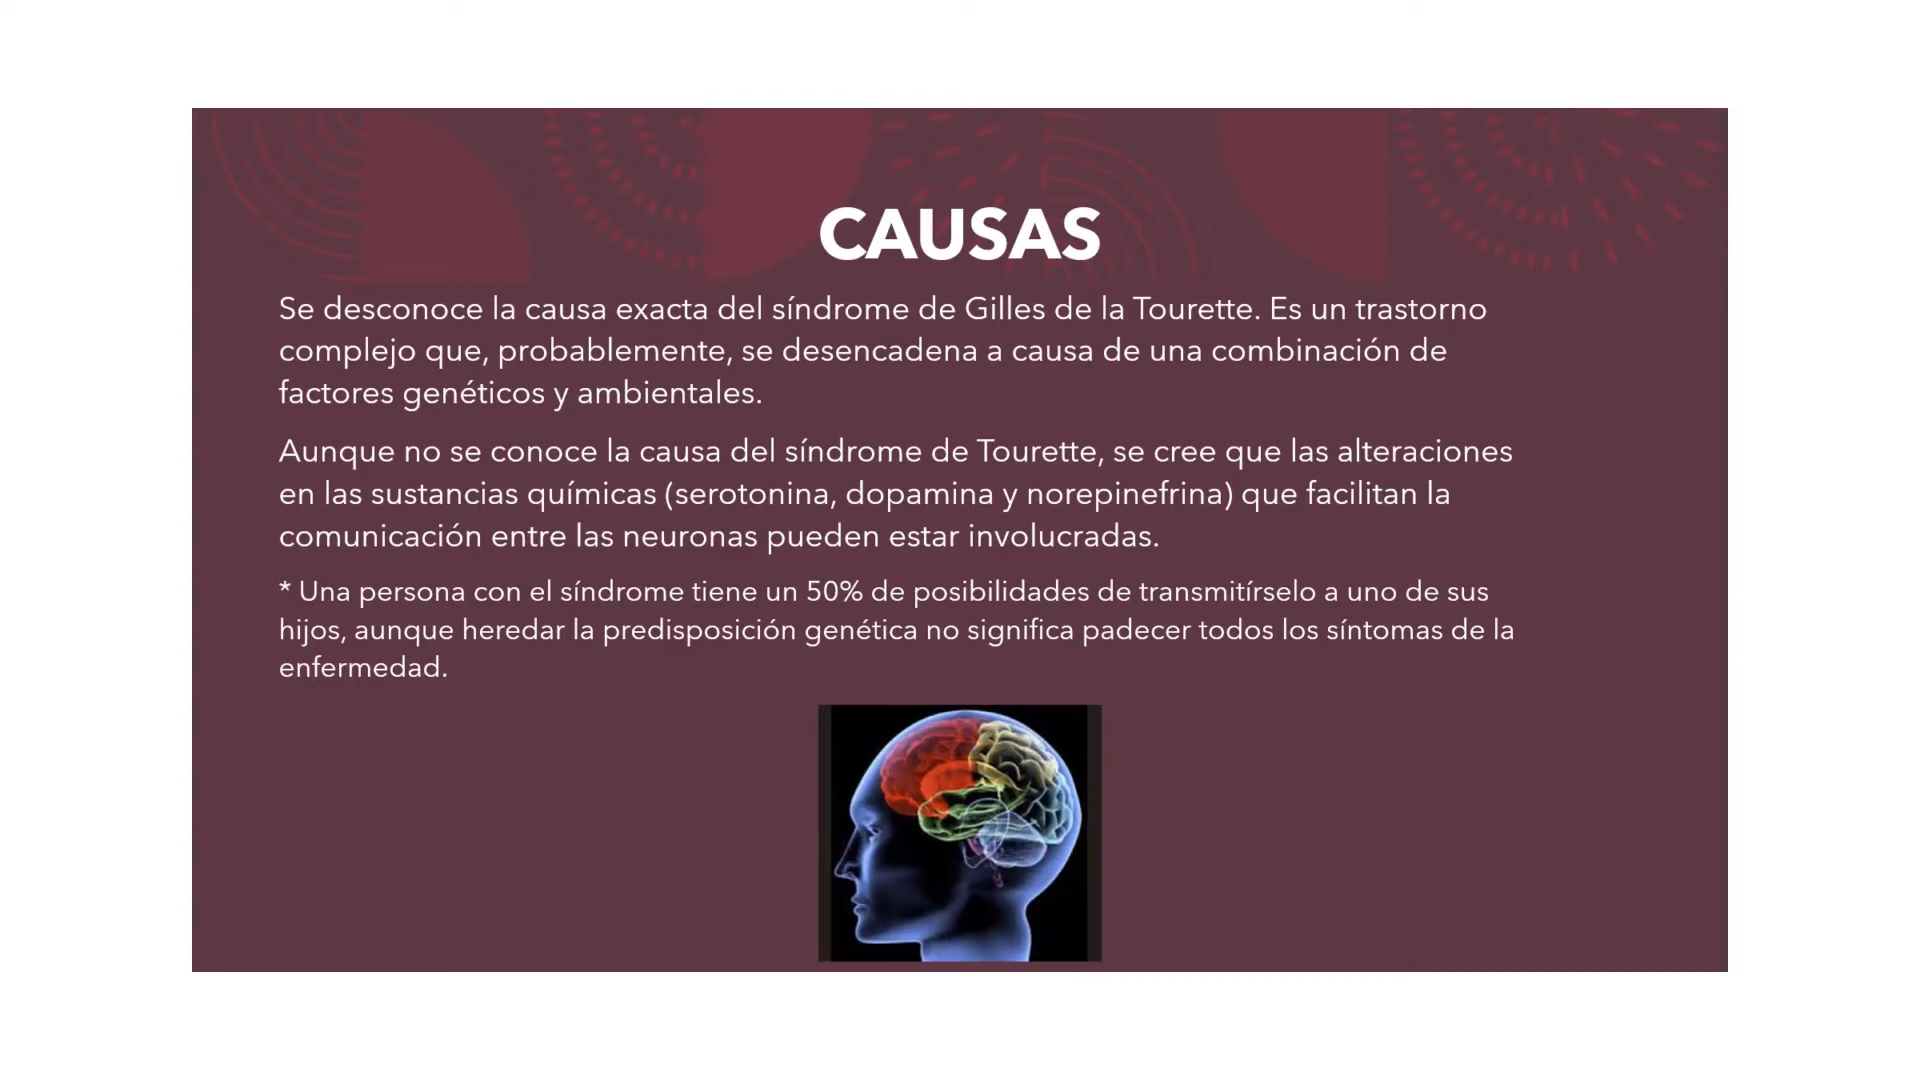 CAUSAS
Se desconoce la causa exacta del síndrome de Gilles de la Tourette. Es un trastorno
complejo que, probablemente, se desencadena a causa de una combinación de
factores genéticos y ambientales.
Aunque no se conoce la causa del síndrome de Tourette, se cree que las alteraciones
en las sustancias químicas (serotonina, dopamina y norepinefrina) que facilitan la
comunicación entre las neuronas pueden estar involucradas.
* Una persona con el síndrome tiene un 50% de posibilidades de transmitírselo a uno de sus
hijos, aunque heredar la predisposición genética no significa padecer todos los síntomas de la
enfermedad.